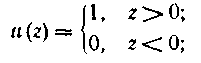 u(z) = { 1, z > 0;
0, z < 0;